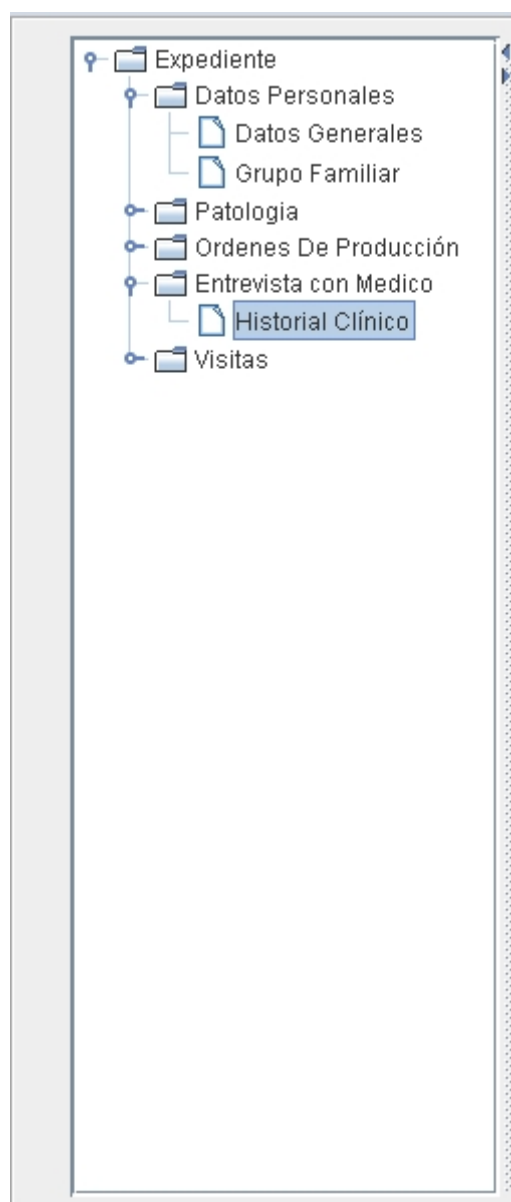 Expediente
Datos Personales
Datos Generales
Grupo Familiar
Patologia
Ordenes De Producción
Entrevista con Medico
Historial Clínico
Visitas